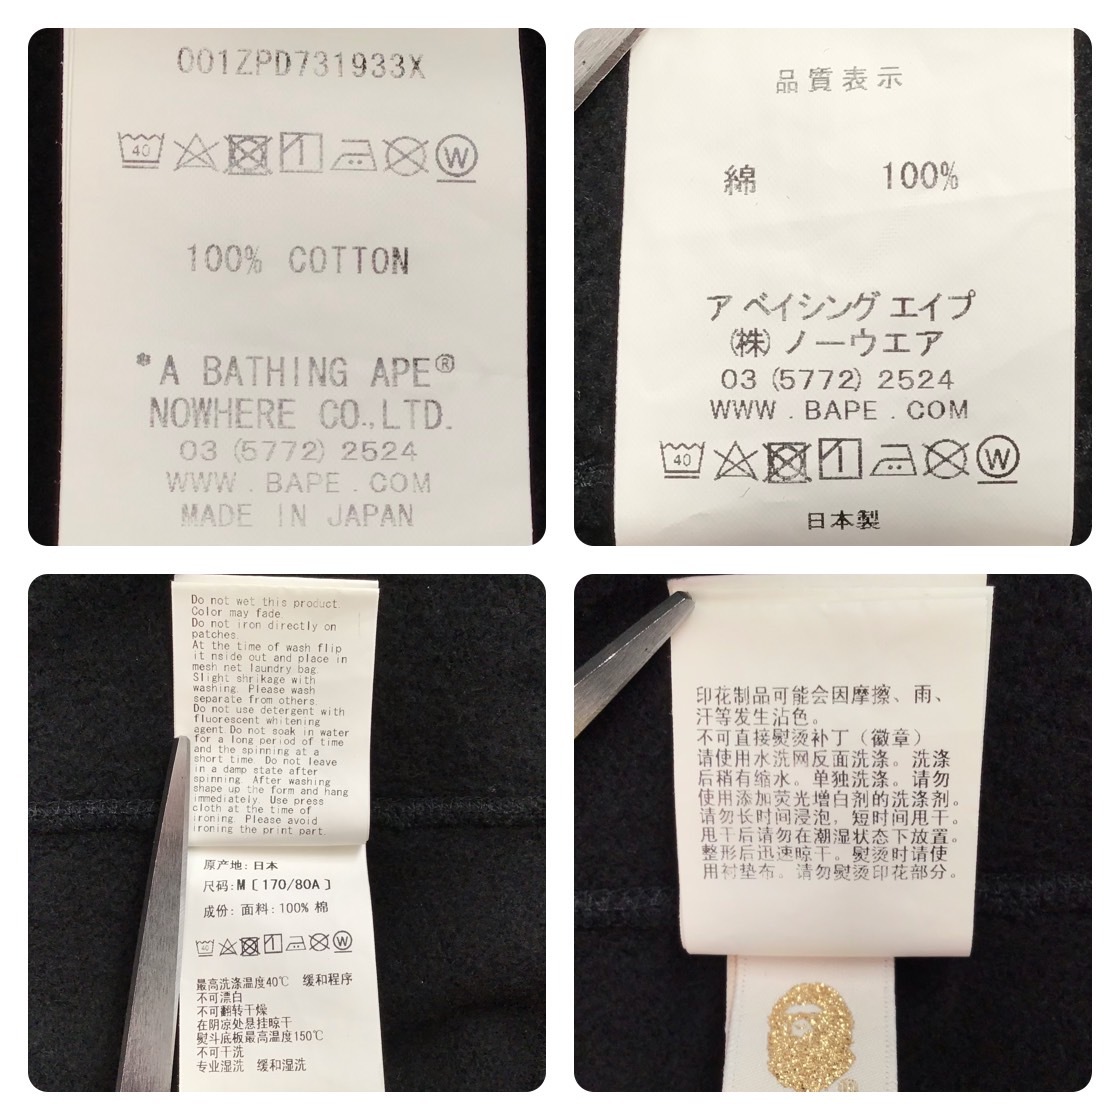 001ZPD731933X
40
W
100% COTTON
*A BATHING APE®
NOWHERE CO.,LTD.
03 (5772) 2524
WWW.BAPE.COM
MADE IN JAPAN
品質表示
綿 100%
ア ベイシング エイプ
(株) ノーウエア
03 (5772) 2524
WWW.BAPE.COM
40
W
日本製
Do not wet this product.
Color may fade
Do not iron directly on
patches.
At the time of wash flip
it nside out and place in
mesh net laundry bag.
Slight shrikage with
washing. Please wash
separate from others.
Do not use detergent with
fluorescent whitening
agent.Do not soak in water
for a long period of time
and the spinning at a
short time. Do not leave
in a damp state after
spinning. After washing
shape up the form and hang
immediately. Use press
cloth at the time of
ironing. Please avoid
ironing the print part.
原产地: 日本
尺码: M [170/80A]
成份: 面料: 100% 棉
40
W
最高洗涤温度40℃ 缓和程序
不可漂白
不可翻转干燥
在阴凉处悬挂晾干
熨斗底板最高温度150℃
不可干洗
专业湿洗 缓和湿洗
印花制品可能会因摩擦、雨、
汗等发生沾色。
不可直接熨烫补丁（徽章）
请使用水洗网反面洗涤。洗涤
后稍有缩水。单独洗涤。请勿
使用添加荧光增白剂的洗涤剂。
请勿长时间浸泡，短时间甩干。
甩干后请勿在潮湿状态下放置。
整形后迅速晾干。熨烫时请使
用衬垫布。请勿熨烫印花部分。